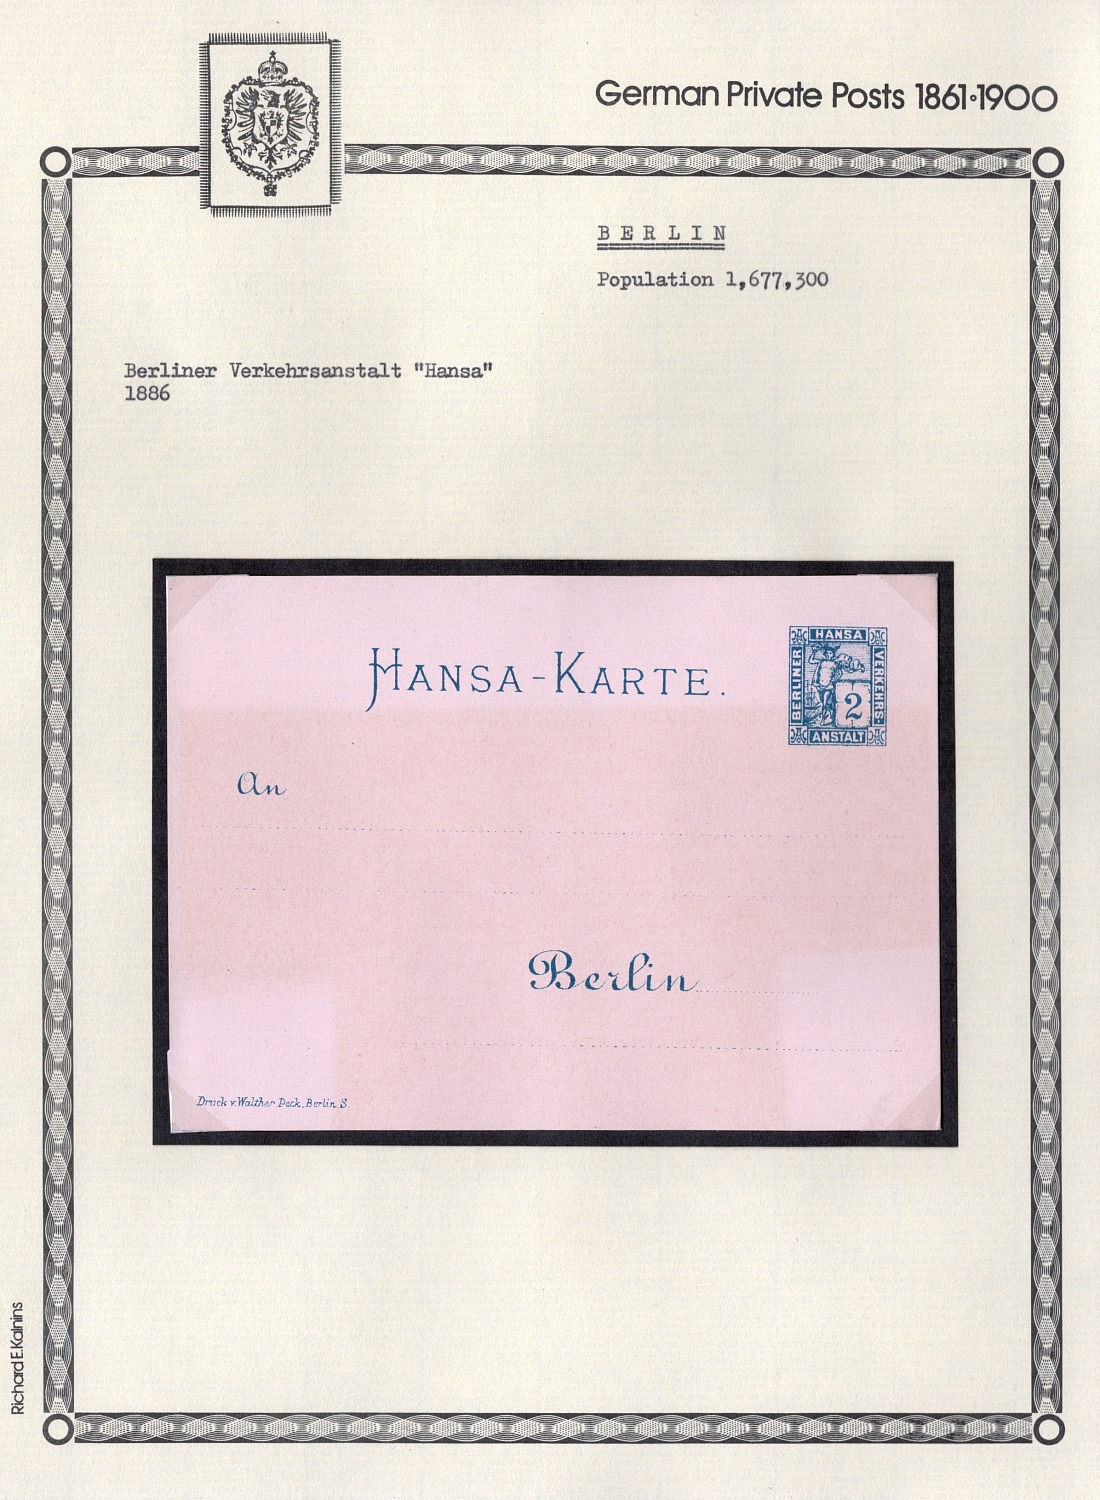 German Private Posts 1861·1900
BERLIN
Population 1,677,300
Berliner Verkehrsanstalt "Hansa"
1886
HANSA-KARTE.
HANSA
BERLINER
VERKEHRS
2
ANSTALT
An
Berlin
Druck v. Walther Peck, Berlin, S.
Richard E. Kalnins